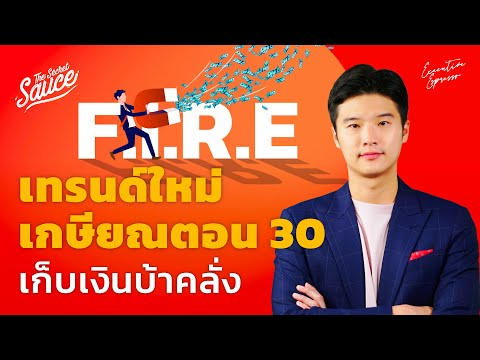 The Secret
Sauce
Executive
Espresso
F.I.R.E
เทรนด์ใหม่
เกษียณตอน 30
เก็บเงินบ้าคลั่ง